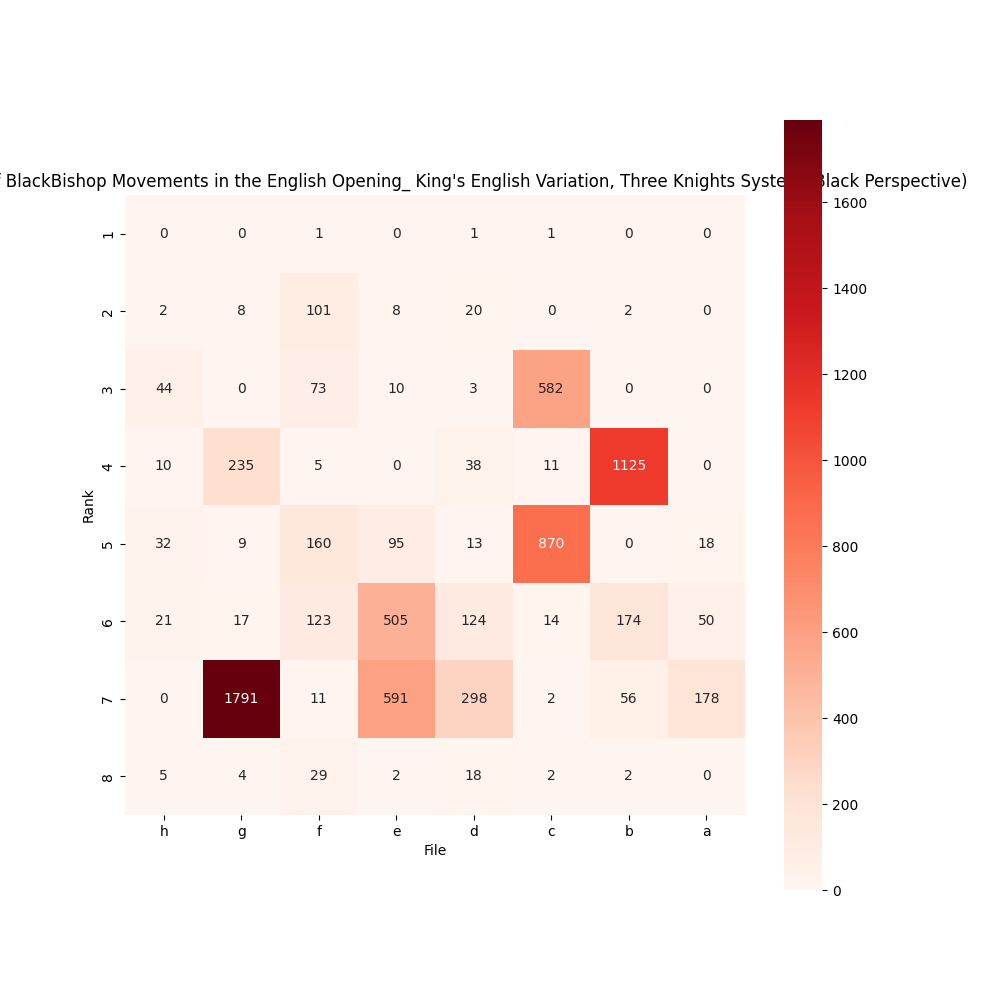 BlackBishop Movements in the English Opening_ King's English Variation, Three Knights Syste Black Perspective)
1 0 0 1 0 1 1 0 0
2 2 8 101 8 20 0 2 0
3 44 0 73 10 3 582 0 0
4 10 235 5 0 38 11 1125 0
5 32 9 160 95 13 870 0 18
6 21 17 123 505 124 14 174 50
7 0 1791 11 591 298 2 56 178
8 5 4 29 2 18 2 2 0
h g f e d c b a
File
Rank
1600
1400
1200
1000
800
600
400
200
0